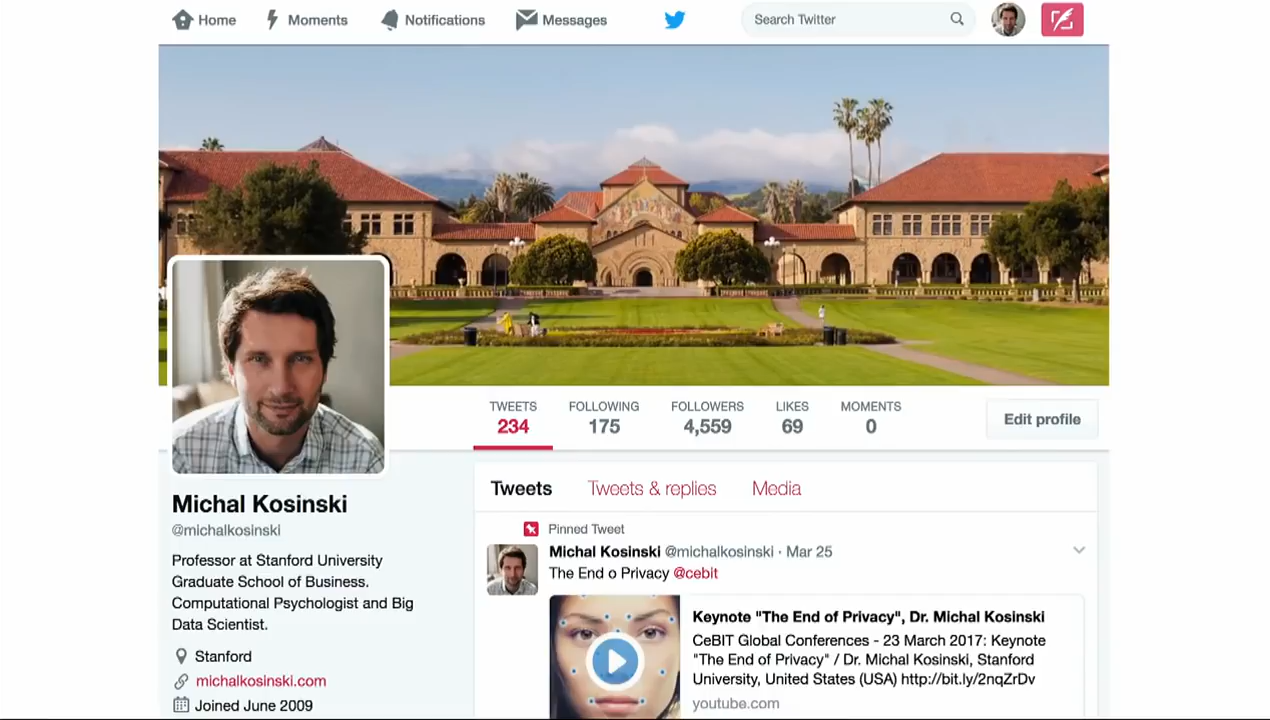 Home Moments Notifications Messages Search Twitter
TWEETS FOLLOWING FOLLOWERS LIKES MOMENTS
234 175 4,559 69 0
Edit profile
Michal Kosinski
@michalkosinski
Professor at Stanford University
Graduate School of Business.
Computational Psychologist and Big
Data Scientist.
Stanford
michalkosinski.com
Joined June 2009
Tweets Tweets & replies Media
Pinned Tweet
Michal Kosinski @michalkosinski · Mar 25
The End o Privacy @cebit
Keynote "The End of Privacy", Dr. Michal Kosinski
CeBIT Global Conferences - 23 March 2017: Keynote
"The End of Privacy" / Dr. Michal Kosinski, Stanford
University, United States (USA) http://bit.ly/2nqZrDv
youtube.com